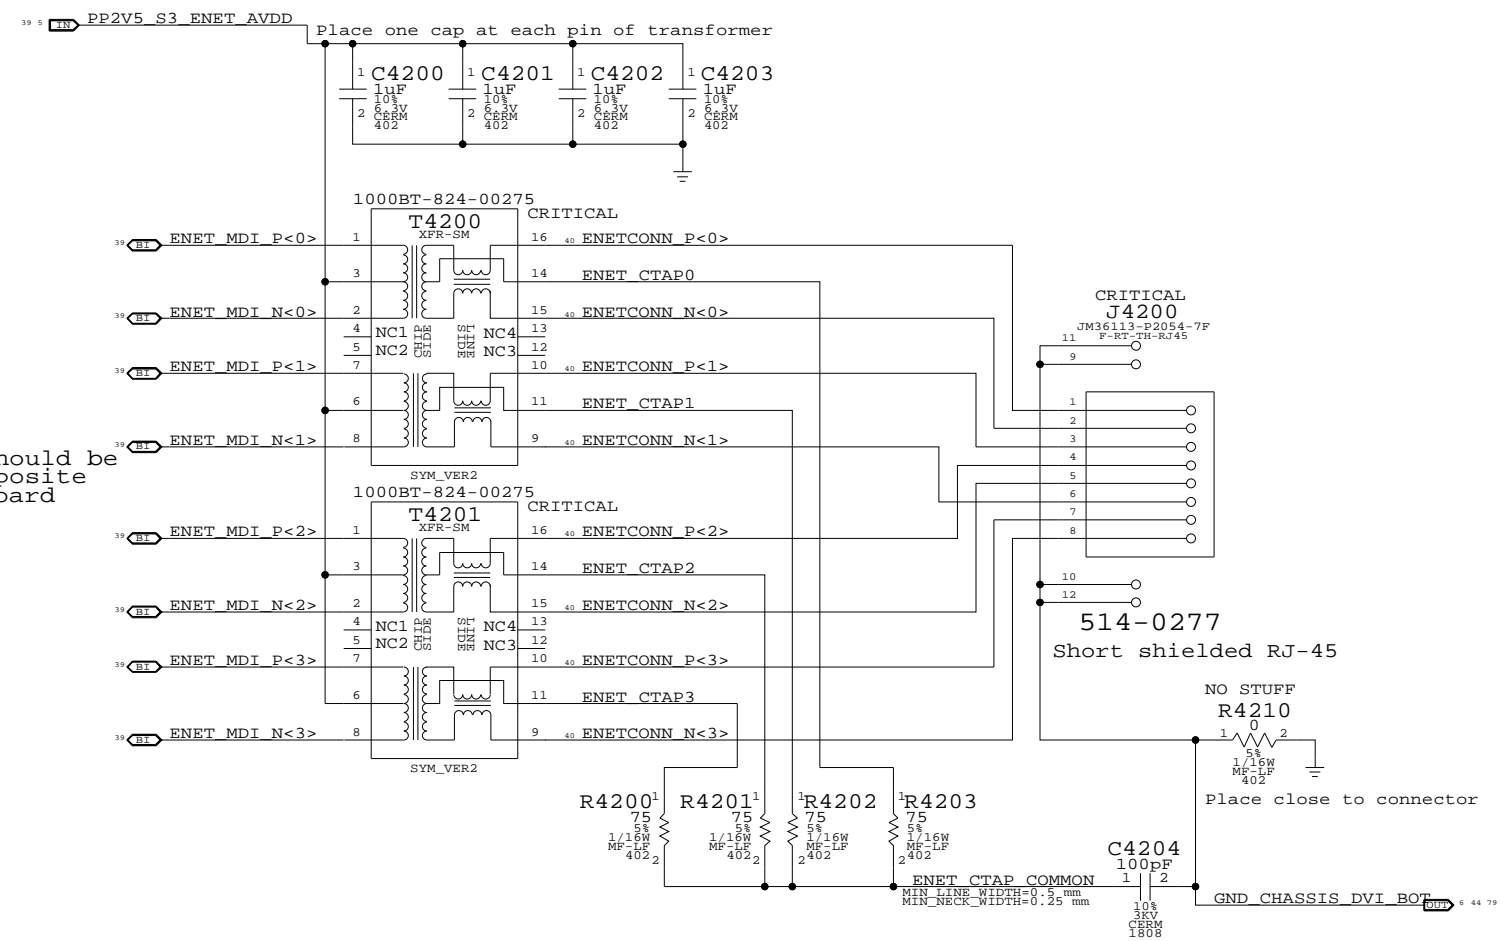 39 5 IN PP2V5_S3_ENET_AVDD
Place one cap at each pin of transformer
1 C4200 1uF 10% 6.3V CERM 402 2
1 C4201 1uF 10% 6.3V CERM 402 2
1 C4202 1uF 10% 6.3V CERM 402 2
1 C4203 1uF 10% 6.3V CERM 402 2
1000BT-824-00275
CRITICAL
T4200
XFR-SM
39 BI ENET_MDI_P<0> 1
16 40 ENETCONN_P<0>
3
14 ENET_CTAP0
39 BI ENET_MDI_N<0> 2
15 40 ENETCONN_N<0>
4 NC1 CHIP SIDE LINE SIDE NC4 13
5 NC2 NC3 12
39 BI ENET_MDI_P<1> 7
10 40 ENETCONN_P<1>
6
11 ENET_CTAP1
39 BI ENET_MDI_N<1> 8
9 40 ENETCONN_N<1>
SYM_VER2
hould be
posite
oard
1000BT-824-00275
CRITICAL
T4201
XFR-SM
39 BI ENET_MDI_P<2> 1
16 40 ENETCONN_P<2>
3
14 ENET_CTAP2
39 BI ENET_MDI_N<2> 2
15 40 ENETCONN_N<2>
4 NC1 CHIP SIDE LINE SIDE NC4 13
5 NC2 NC3 12
39 BI ENET_MDI_P<3> 7
10 40 ENETCONN_P<3>
6
11 ENET_CTAP3
39 BI ENET_MDI_N<3> 8
9 40 ENETCONN_N<3>
SYM_VER2
CRITICAL
J4200
JM36113-P2054-7F
F-RT-TH-RJ45
11
9
1
2
3
4
5
6
7
8
10
12
514-0277
Short shielded RJ-45
NO STUFF
R4210
0
1 2
5%
1/16W
MF-LF
402
Place close to connector
R4200 1 75 5% 1/16W MF-LF 402 2
R4201 1 75 5% 1/16W MF-LF 402 2
1 R4202 75 5% 1/16W MF-LF 2 402
1 R4203 75 5% 1/16W MF-LF 2 402
ENET_CTAP_COMMON
MIN_LINE_WIDTH=0.5 mm
MIN_NECK_WIDTH=0.25 mm
C4204
100pF
1 2
10%
3KV
CERM
1808
GND_CHASSIS_DVI_BOT OUT 6 44 79